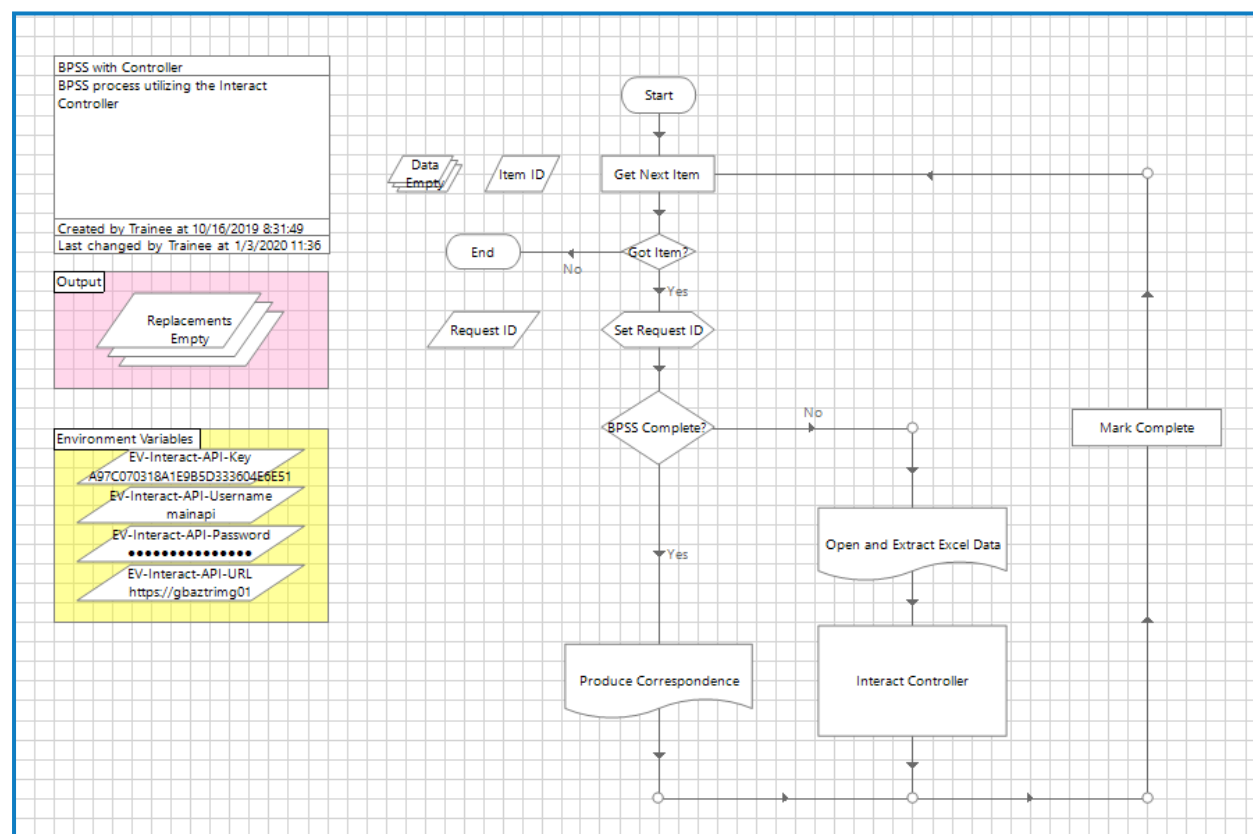 BPSS with Controller
BPSS process utilizing the Interact
Controller
Created by Trainee at 10/16/2019 8:31:49
Last changed by Trainee at 1/3/2020 11:36
Output
Replacements
Empty
Environment Variables
EV-Interact-API-Key
A97C070318A1E9B5D333604E6E51
EV-Interact-API-Username
mainapi
EV-Interact-API-Password
●●●●●●●●●●●●●●●
EV-Interact-API-URL
https://gbaztrimg01
Start
Data
Empty
Item ID
Get Next Item
End
No
Got Item?
Yes
Request ID
Set Request ID
BPSS Complete?
No
Mark Complete
Open and Extract Excel Data
Yes
Produce Correspondence
Interact Controller